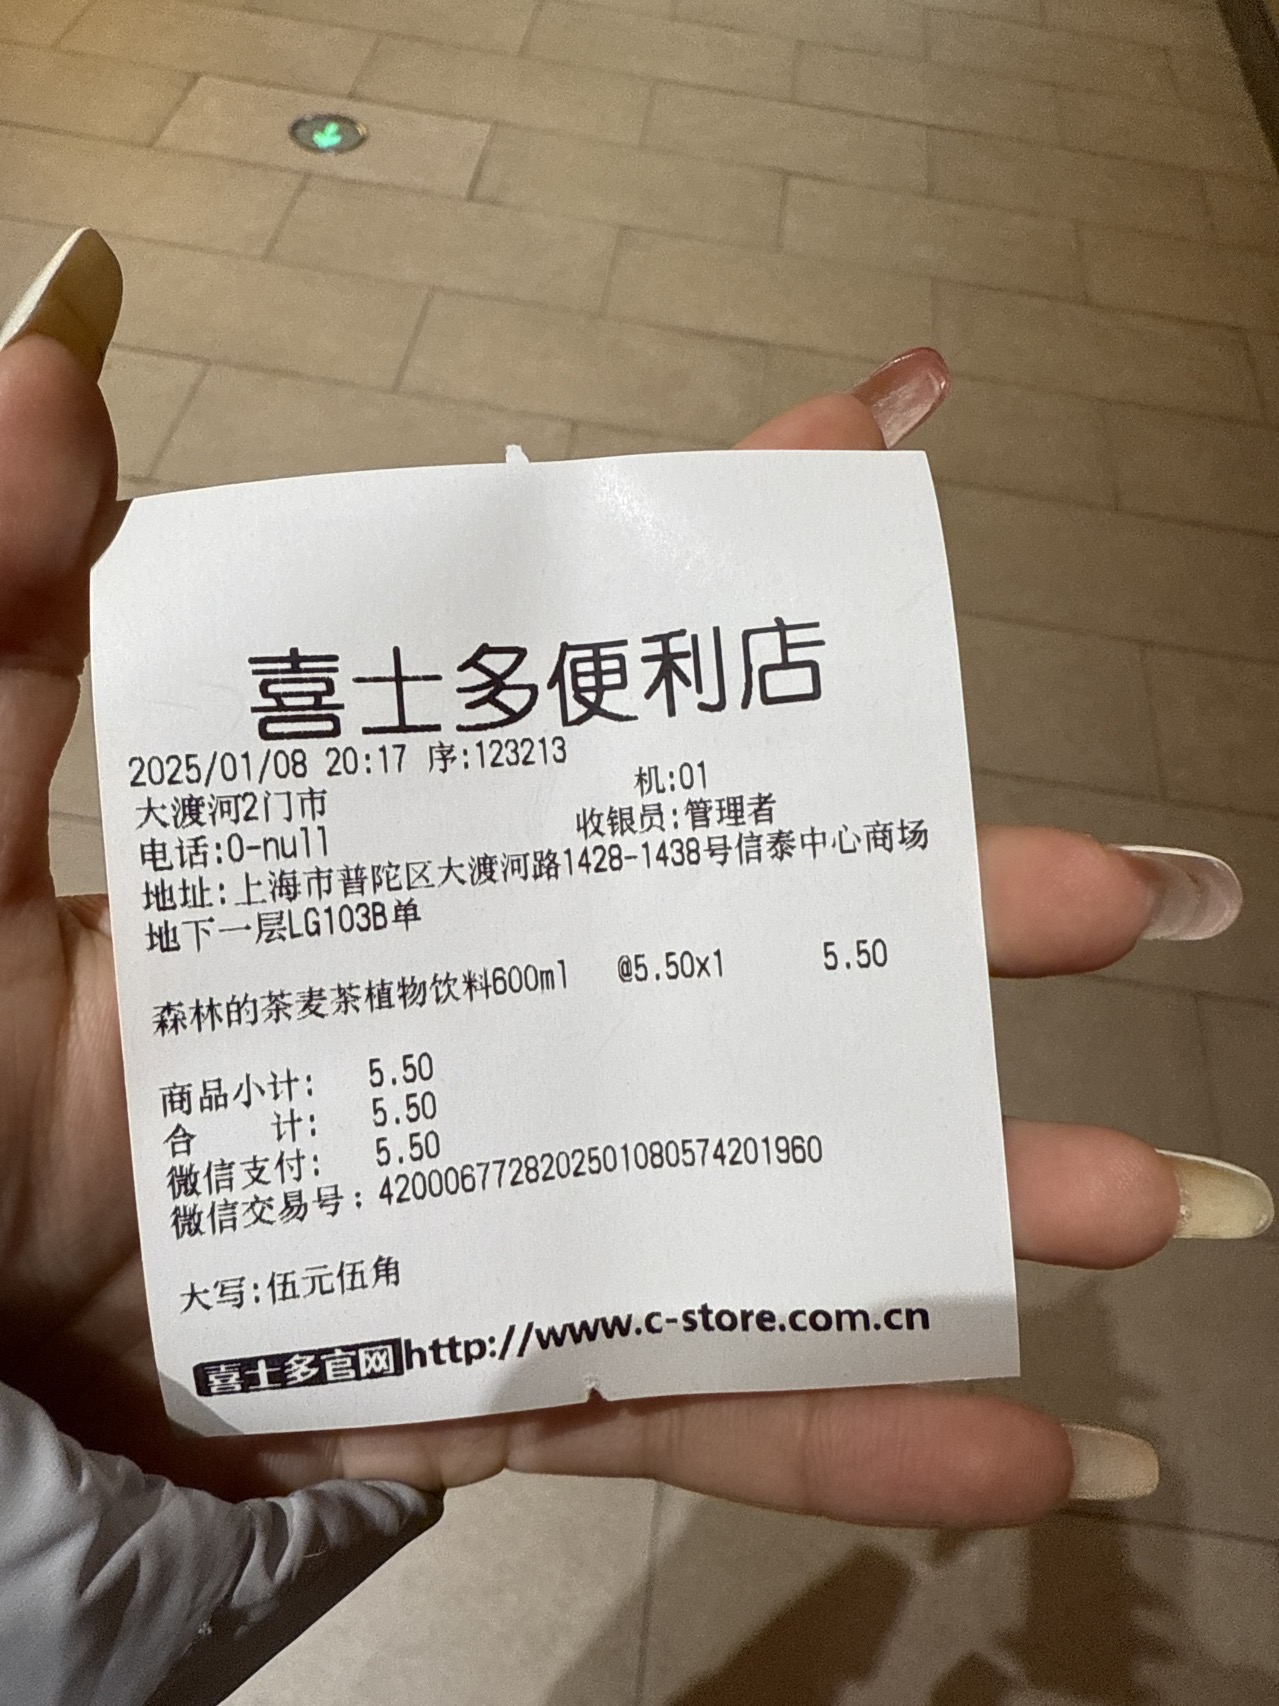 喜士多便利店
2025/01/08 20:17 序:123213
大渡河2门市 机:01
电话:0-null 收银员:管理者
地址:上海市普陀区大渡河路1428-1438号信泰中心商场
地下一层LG103B单
森林的茶麦茶植物饮料600ml @5.50x1 5.50
商品小计: 5.50
合 计: 5.50
微信支付: 5.50
微信交易号:4200067728202501080574201960
大写:伍元伍角
喜士多官网http://www.c-store.com.cn